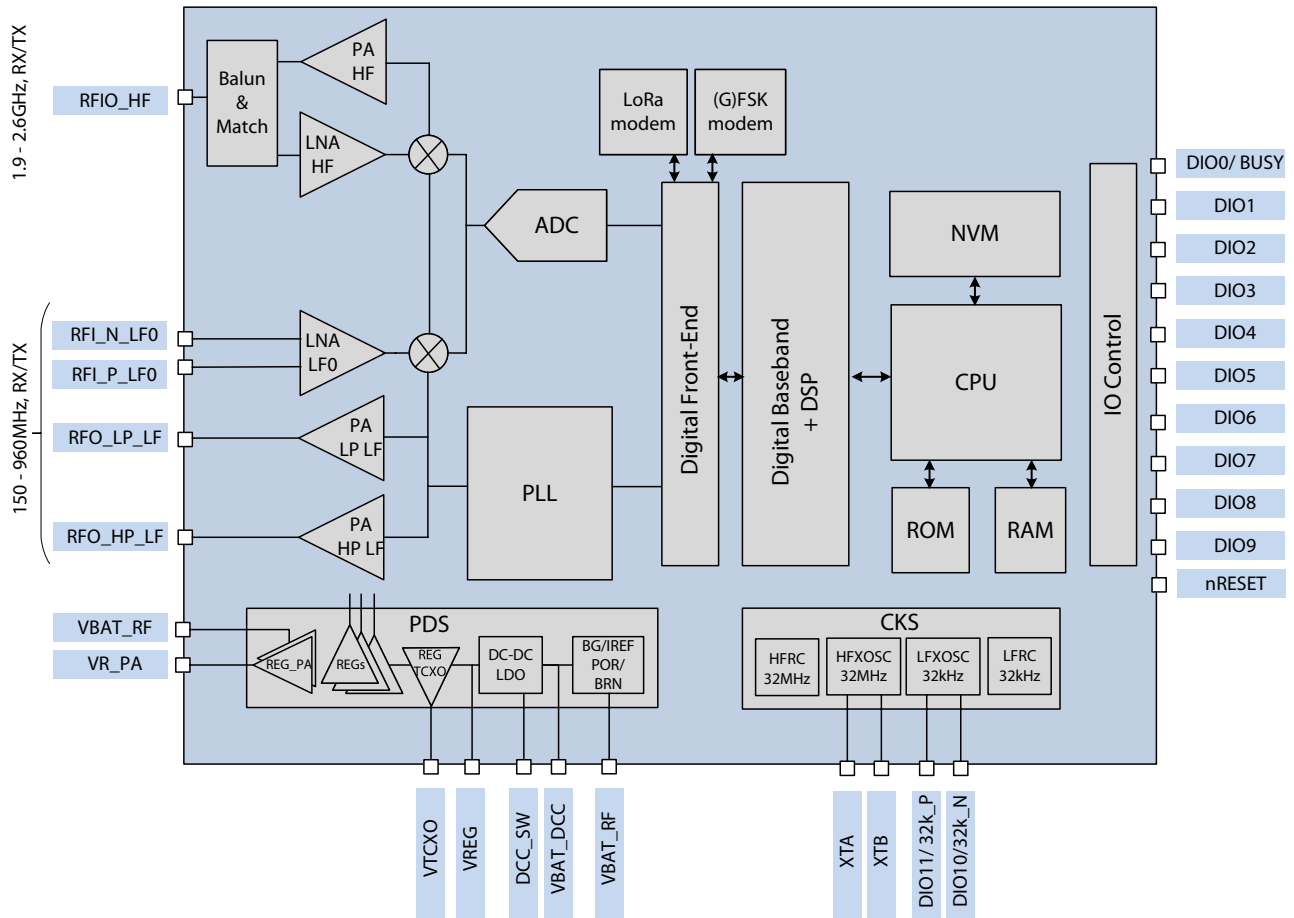 1.9 - 2.6GHz, RX/TX
RFIO_HF
Balun
&
Match
PA
HF
LNA
HF
LoRa
modem
(G)FSK
modem
ADC
150 - 960MHz, RX/TX
RFI_N_LF0
RFI_P_LF0
RFO_LP_LF
RFO_HP_LF
LNA
LF0
PA
LP LF
PA
HP LF
PLL
Digital Front-End
Digital Baseband
+ DSP
NVM
CPU
ROM
RAM
IO Control
DIO0/ BUSY
DIO1
DIO2
DIO3
DIO4
DIO5
DIO6
DIO7
DIO8
DIO9
nRESET
VBAT_RF
VR_PA
PDS
REG_PA
REGs
REG
TCXO
DC-DC
LDO
BG/IREF
POR/
BRN
CKS
HFRC
32MHz
HFXOSC
32MHz
LFXOSC
32kHz
LFRC
32kHz
VTCXO
VREG
DCC_SW
VBAT_DCC
VBAT_RF
XTA
XTB
DIO11/ 32k_P
DIO10/32k_N